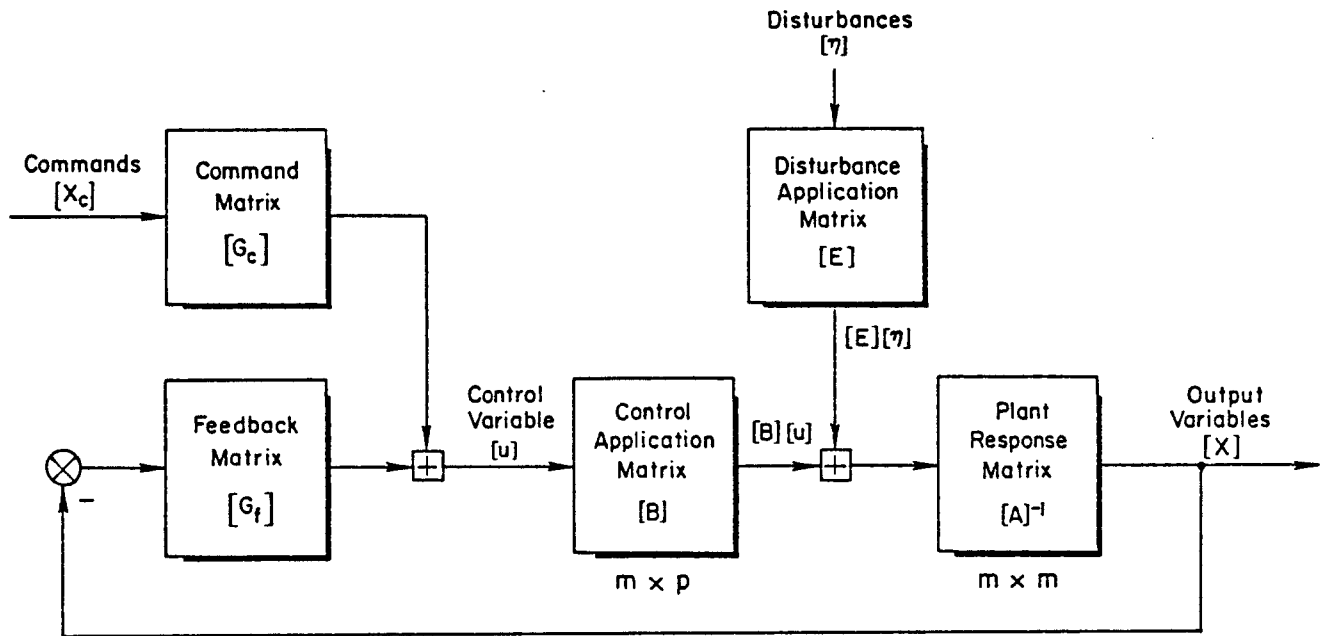 Disturbances
[η]
Commands
[X_c]
Command
Matrix
[G_c]
Disturbance
Application
Matrix
[E]
[E][η]
Feedback
Matrix
[G_f]
Control
Variable
[u]
Control
Application
Matrix
[B]
[B][u]
Plant
Response
Matrix
[A]⁻¹
Output
Variables
[X]
+
+
−
m × p
m × m